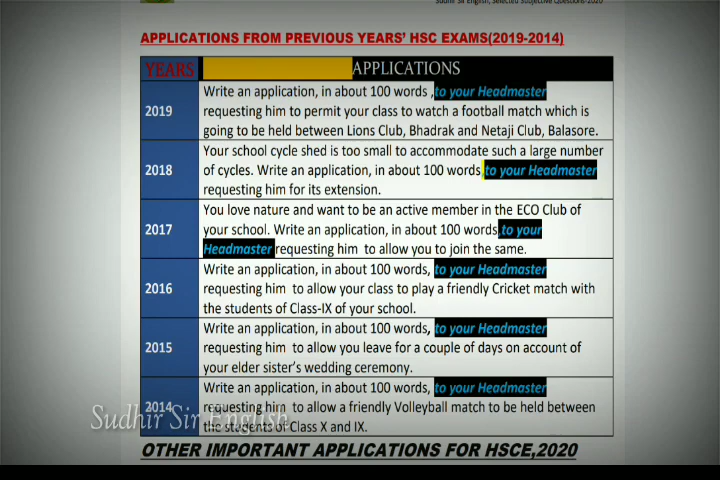 Sudhir Sir English, Selected Subjective Questions-2020
APPLICATIONS FROM PREVIOUS YEARS' HSC EXAMS(2019-2014)
YEARS APPLICATIONS
2019
Write an application, in about 100 words ,to your Headmaster
requesting him to permit your class to watch a football match which is
going to be held between Lions Club, Bhadrak and Netaji Club, Balasore.
2018
Your school cycle shed is too small to accommodate such a large number
of cycles. Write an application, in about 100 words,to your Headmaster
requesting him for its extension.
2017
You love nature and want to be an active member in the ECO Club of
your school. Write an application, in about 100 words,to your
Headmaster requesting him to allow you to join the same.
2016
Write an application, in about 100 words, to your Headmaster
requesting him to allow your class to play a friendly Cricket match with
the students of Class-IX of your school.
2015
Write an application, in about 100 words, to your Headmaster
requesting him to allow you leave for a couple of days on account of
your elder sister's wedding ceremony.
2014
Write an application, in about 100 words, to your Headmaster
requesting him to allow a friendly Volleyball match to be held between
the students of Class X and IX.
Sudhir Sir English
OTHER IMPORTANT APPLICATIONS FOR HSCE,2020